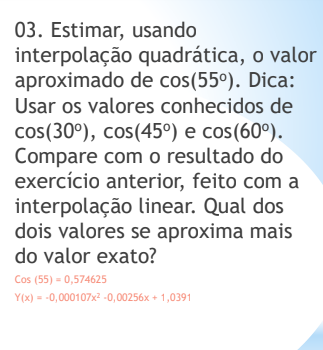 03. Estimar, usando
interpolação quadrática, o valor
aproximado de cos(55º). Dica:
Usar os valores conhecidos de
cos(30º), cos(45º) e cos(60º).
Compare com o resultado do
exercício anterior, feito com a
interpolação linear. Qual dos
dois valores se aproxima mais
do valor exato?
Cos (55) = 0,574625
Y(x) = -0,000107x² -0,00256x + 1,0391